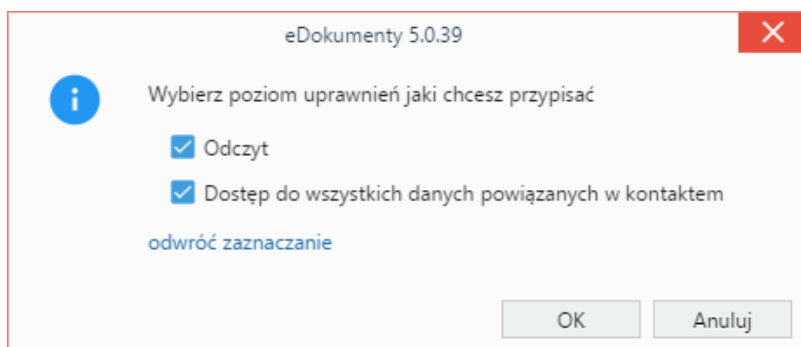 eDokumenty 5.0.39
Wybierz poziom uprawnień jaki chcesz przypisać
Odczyt
Dostęp do wszystkich danych powiązanych w kontaktem
odwróć zaznaczanie
OK Anuluj